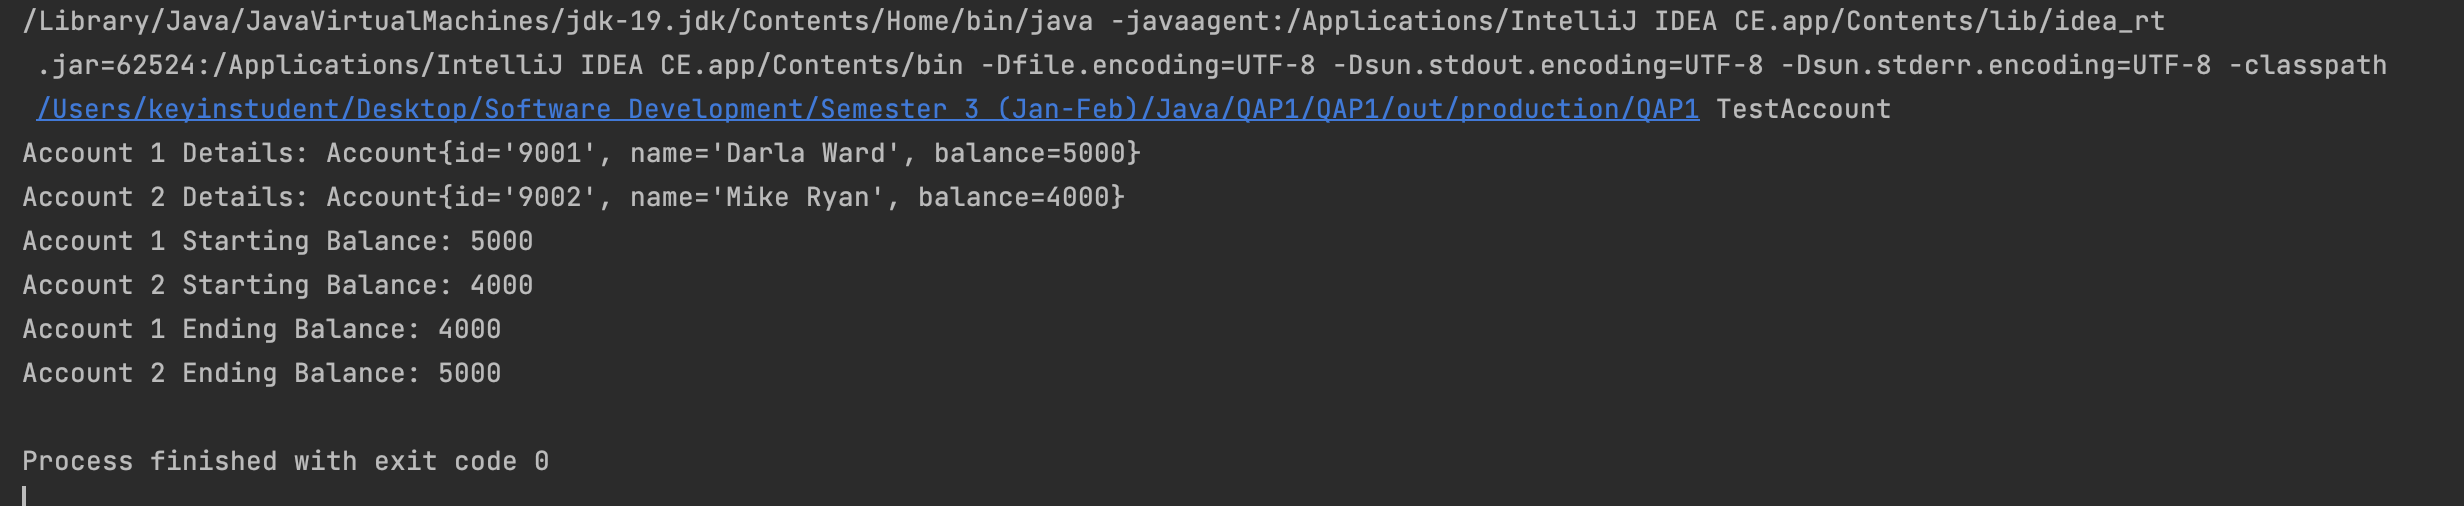 /Library/Java/JavaVirtualMachines/jdk-19.jdk/Contents/Home/bin/java -javaagent:/Applications/IntelliJ IDEA CE.app/Contents/lib/idea_rt
.jar=62524:/Applications/IntelliJ IDEA CE.app/Contents/bin -Dfile.encoding=UTF-8 -Dsun.stdout.encoding=UTF-8 -Dsun.stderr.encoding=UTF-8 -classpath
/Users/keyinstudent/Desktop/Software Development/Semester 3 (Jan-Feb)/Java/QAP1/QAP1/out/production/QAP1 TestAccount
Account 1 Details: Account{id='9001', name='Darla Ward', balance=5000}
Account 2 Details: Account{id='9002', name='Mike Ryan', balance=4000}
Account 1 Starting Balance: 5000
Account 2 Starting Balance: 4000
Account 1 Ending Balance: 4000
Account 2 Ending Balance: 5000
Process finished with exit code 0